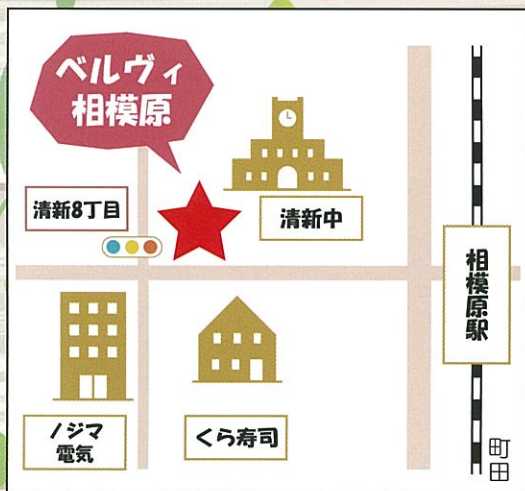 ベルヴィ
相模原
清新8丁目
清新中
相模原駅
ノジマ
電気
くら寿司
町田